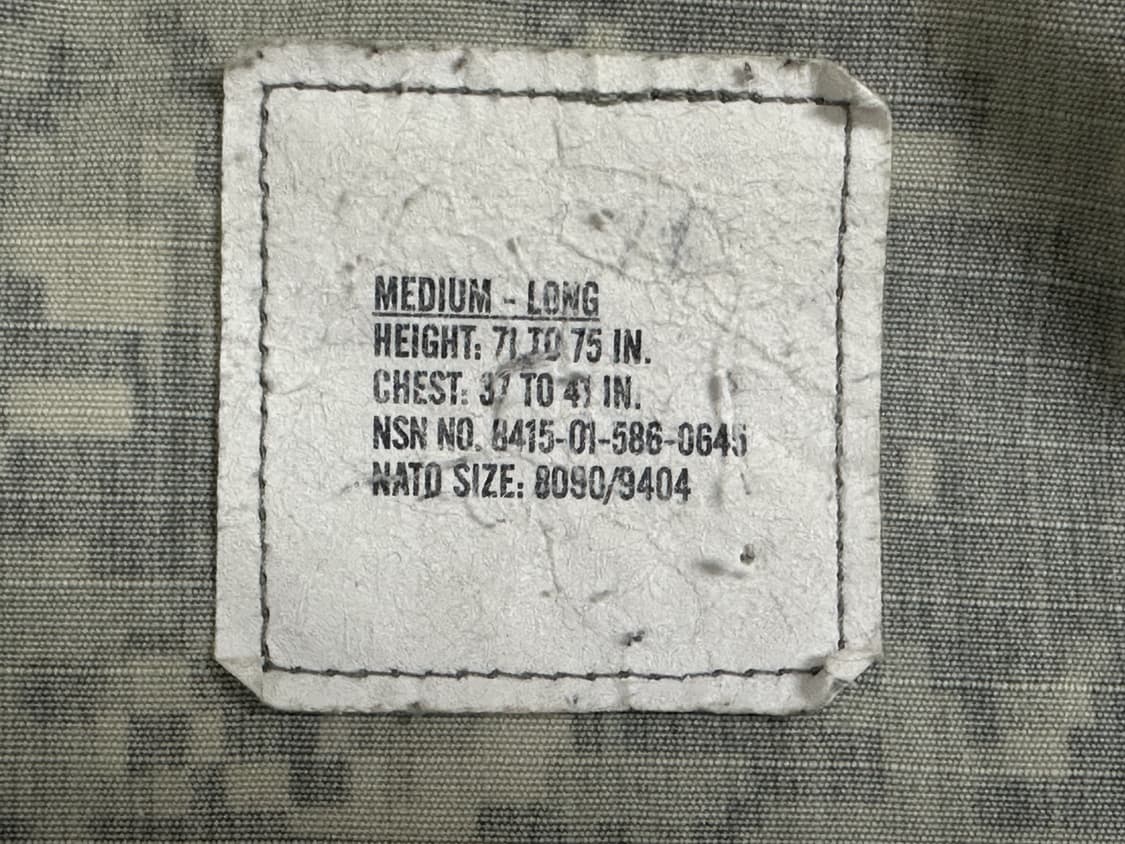 MEDIUM - LONG
HEIGHT: 71 TO 75 IN.
CHEST: 37 TO 41 IN.
NSN NO. 8415-01-586-0645
NATO SIZE: 8090/9404